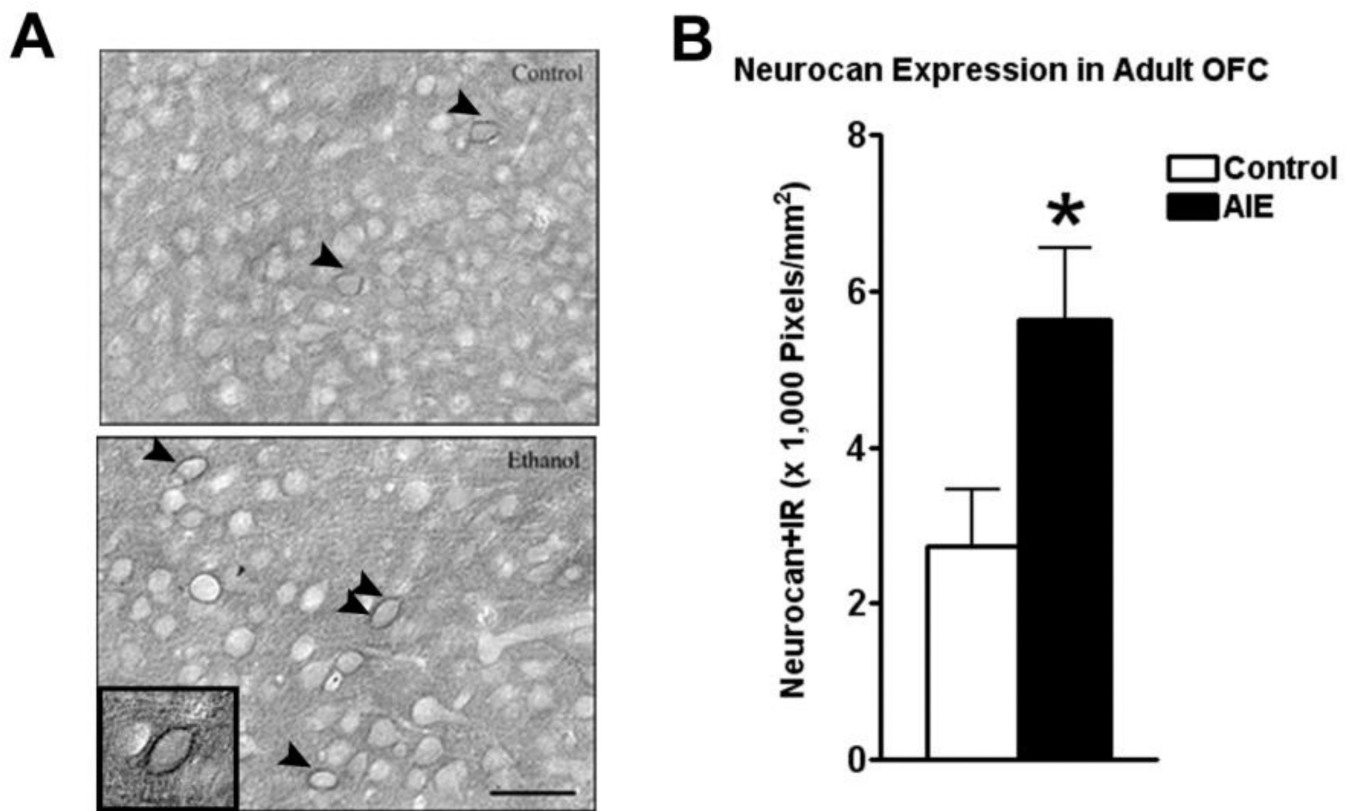 A
Control
Ethanol
B
Neurocan Expression in Adult OFC
Neurocan+IR (x 1,000 Pixels/mm²)
8
6
4
2
0
*
Control
AIE